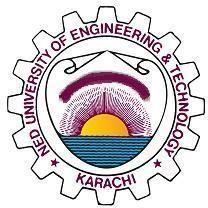 NED UNIVERSITY OF ENGINEERING & TECHNOLOGY
KARACHI